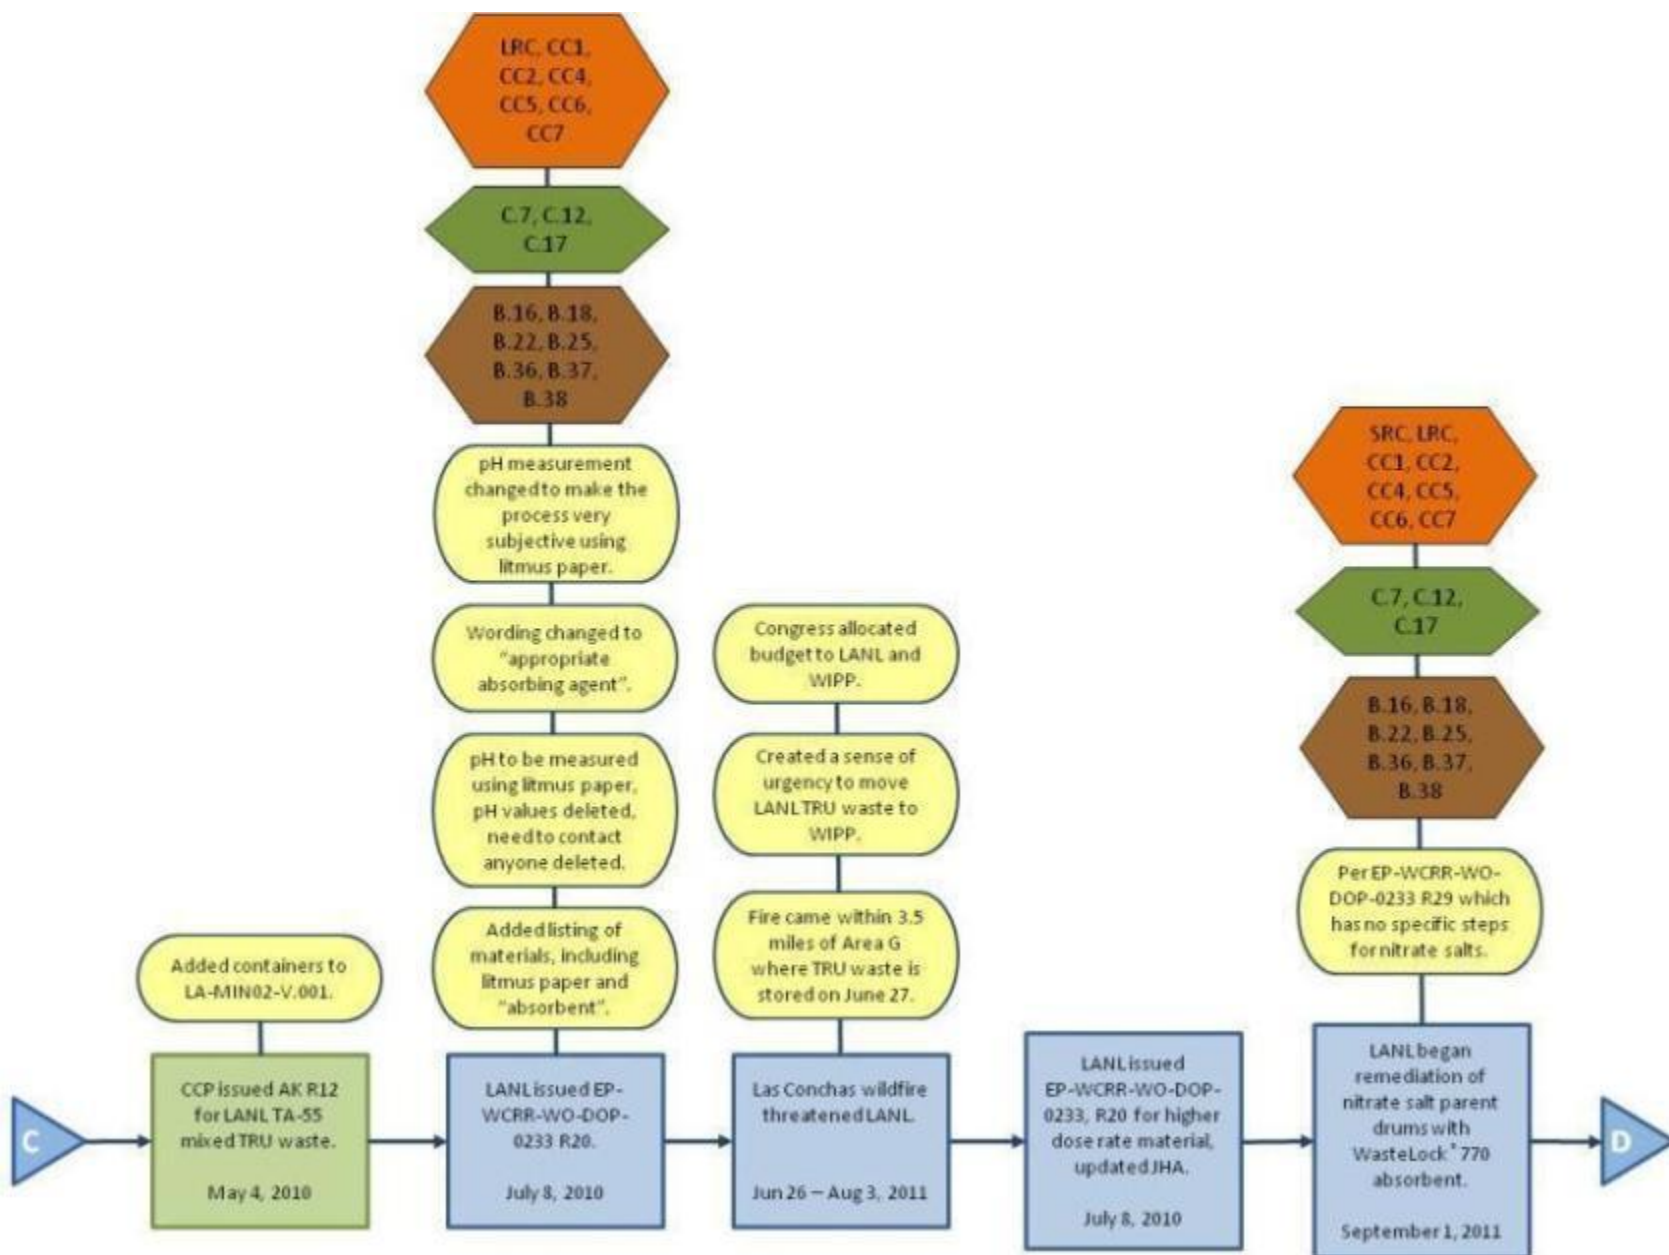 LRC, CC1,
CC2, CC4,
CC5, CC6,
CC7
C.7, C.12,
C.17
B.16, B.18,
B.22, B.25,
B.36, B.37,
B.38
pH measurement
changed to make the
process very
subjective using
litmus paper.
Wording changed to
"appropriate
absorbing agent".
pH to be measured
using litmus paper,
pH values deleted,
need to contact
anyone deleted.
Added listing of
materials, including
litmus paper and
"absorbent".
Congress allocated
budget to LANL and
WIPP.
Created a sense of
urgency to move
LANL TRU waste to
WIPP.
Fire came within 3.5
miles of Area G
where TRU waste is
stored on June 27.
SRC, LRC,
CC1, CC2,
CC4, CC5,
CC6, CC7
C.7, C.12,
C.17
B.16, B.18,
B.22, B.25,
B.36, B.37,
B.38
Per EP-WCRR-WO-
DOP-0233 R29 which
has no specific steps
for nitrate salts.
Added containers to
LA-MIN02-V.001.
C
CCP issued AK R12
for LANL TA-55
mixed TRU waste.
May 4, 2010
LANL issued EP-
WCRR-WO-DOP-
0233 R20.
July 8, 2010
Las Conchas wildfire
threatened LANL.
Jun 26 – Aug 3, 2011
LANL issued
EP-WCRR-WO-DOP-
0233, R20 for higher
dose rate material,
updated JHA.
July 8, 2010
LANL began
remediation of
nitrate salt parent
drums with
WasteLock® 770
absorbent.
September 1, 2011
D